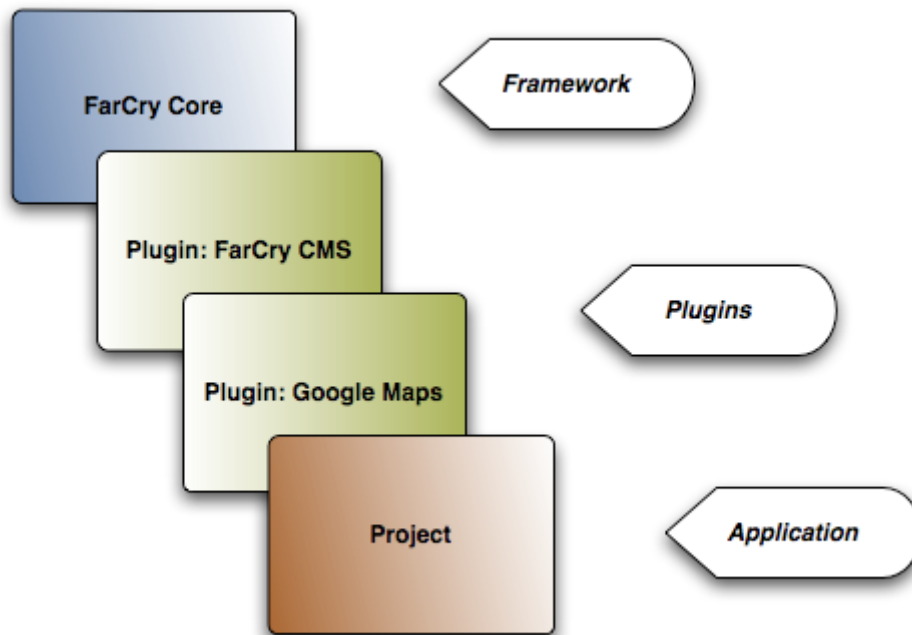 FarCry Core
Framework
Plugin: FarCry CMS
Plugins
Plugin: Google Maps
Project
Application